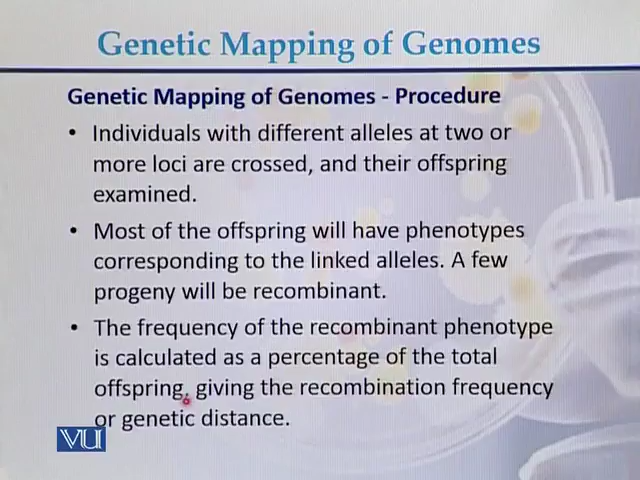 Genetic Mapping of Genomes
Genetic Mapping of Genomes - Procedure
• Individuals with different alleles at two or
more loci are crossed, and their offspring
examined.
• Most of the offspring will have phenotypes
corresponding to the linked alleles. A few
progeny will be recombinant.
• The frequency of the recombinant phenotype
is calculated as a percentage of the total
offspring, giving the recombination frequency
or genetic distance.
VU